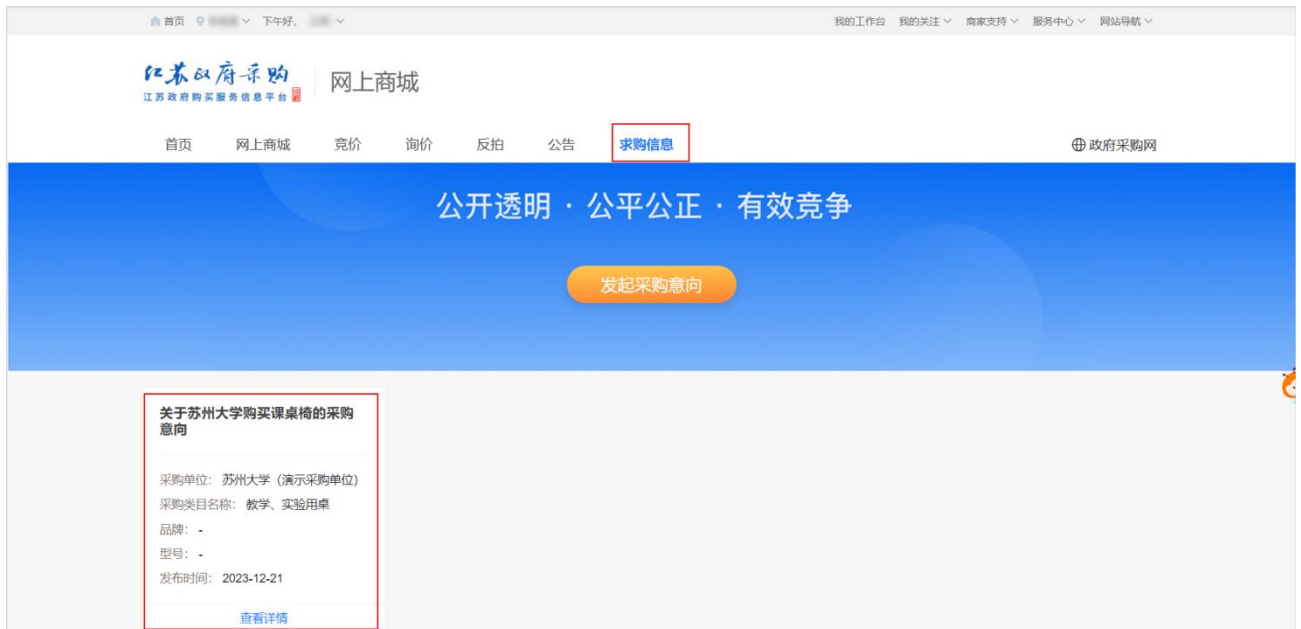 首页 下午好,
我的工作台 我的关注 商家支持 服务中心 网站导航
江苏政府采购 网上商城
江苏政府购买服务信息平台
首页 网上商城 竞价 询价 反拍 公告 求购信息 政府采购网
公开透明 · 公平公正 · 有效竞争
发起采购意向
关于苏州大学购买课桌椅的采购
意向
采购单位: 苏州大学（演示采购单位）
采购类目名称: 教学、实验用桌
品牌: -
型号: -
发布时间: 2023-12-21
查看详情